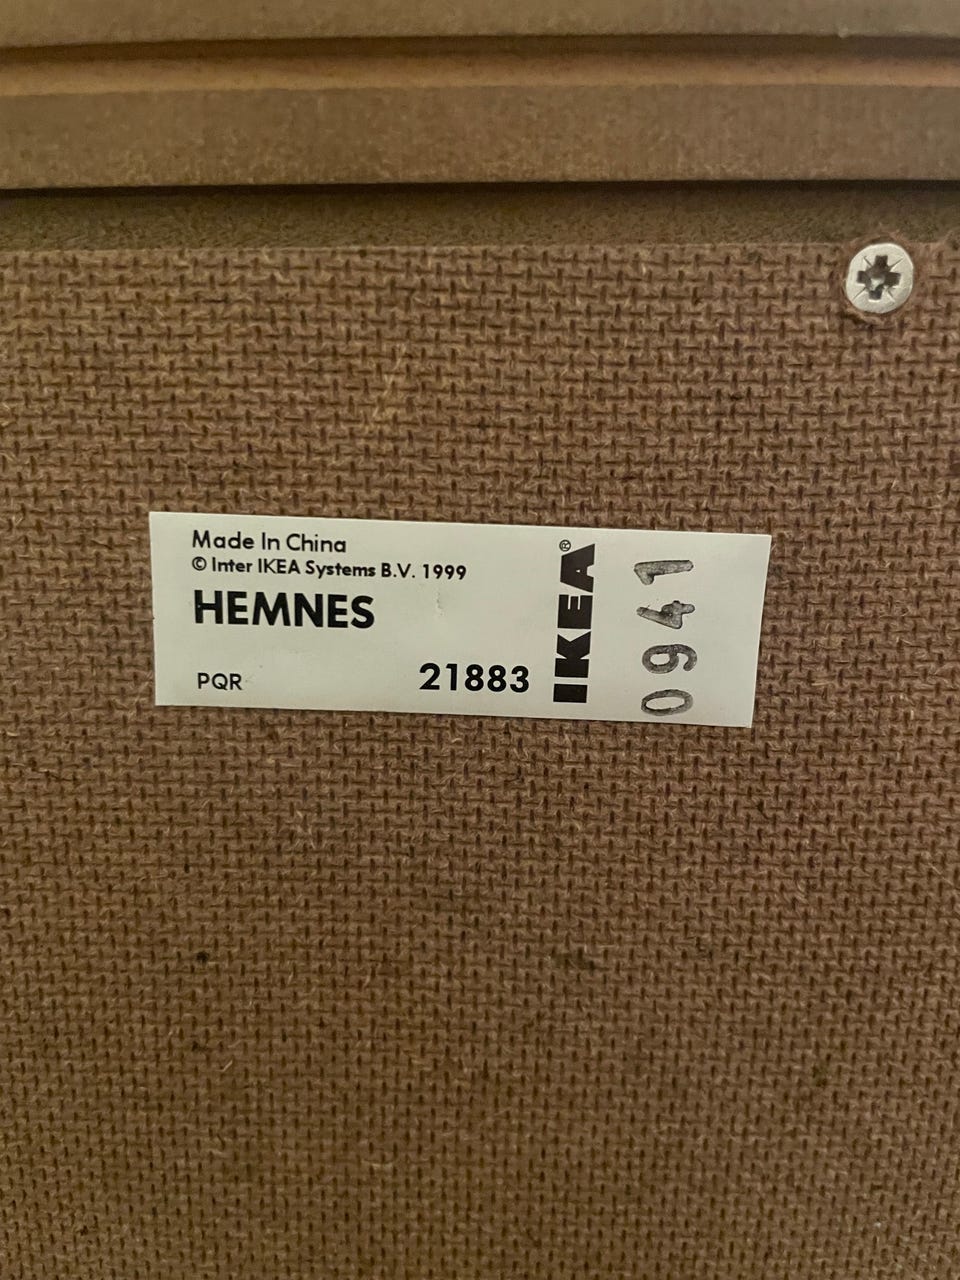 Made In China
© Inter IKEA Systems B.V. 1999
HEMNES
PQR
21883
IKEA®
0941